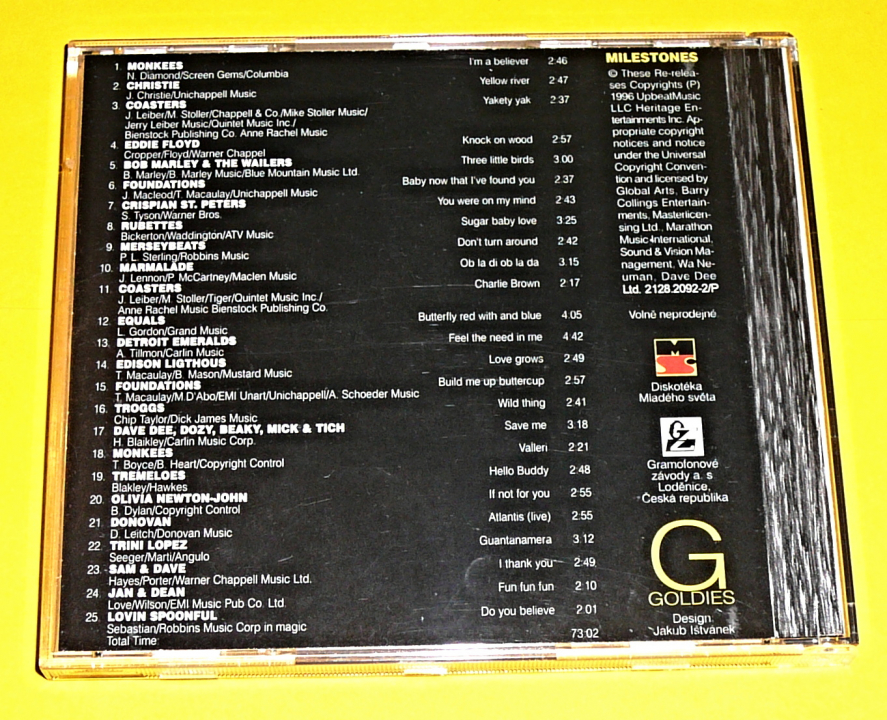 1. MONKEES I'm a believer 2:46
N. Diamond/Screen Gems/Columbia
2. CHRISTIE Yellow river 2:47
J. Christie/Unichappell Music
3. COASTERS Yakety yak 2:37
J. Leiber/M. Stoller/Chappell & Co./Mike Stoller Music/
Jerry Leiber Music/Quintet Music Inc./
Bienstock Publishing Co. Anne Rachel Music
4. EDDIE FLOYD Knock on wood 2:57
Cropper/Floyd/Warner Chappel
5. BOB MARLEY & THE WAILERS Three little birds 3:00
B. Marley/B. Marley Music/Blue Mountain Music Ltd.
6. FOUNDATIONS Baby now that I've found you 2:37
J. Macleod/T. Macaulay/Unichappell Music
7. CRISPIAN ST. PETERS You were on my mind 2:43
S. Tyson/Warner Bros.
8. RUBETTES Sugar baby love 3:25
Bickerton/Waddington/ATV Music
9. MERSEYBEATS Don't turn around 2:42
P. L. Sterling/Robbins Music
10. MARMALADE Ob la di ob la da 3.15
J. Lennon/P. McCartney/Maclen Music
11. COASTERS Charlie Brown 2:17
J. Leiber/M. Stoller/Tiger/Quintet Music Inc./
Anne Rachel Music Bienstock Publishing Co.
12. EQUALS Butterfly red with and blue 4:05
L. Gordon/Grand Music
13. DETROIT EMERALDS Feel the need in me 4:42
A. Tillmon/Carlin Music
14. EDISON LIGTHOUS Love grows 2:49
T. Macaulay/B. Mason/Mustard Music
15. FOUNDATIONS Build me up buttercup 2:57
T. Macaulay/M.D'Abo/EMI Unart/Unichappell/A. Schoeder Music
16. TROGGS Wild thing 2:41
Chip Taylor/Dick James Music
17. DAVE DEE, DOZY, BEAKY, MICK & TICH Save me 3.18
H. Blaikley/Carlin Music Corp.
18. MONKEES Valleri 2:21
T. Boyce/B. Heart/Copyright Control
19. TREMELOES Hello Buddy 2:48
Blakley/Hawkes
20. OLIVIA NEWTON-JOHN If not for you 2:55
B. Dylan/Copyright Control
21. DONOVAN Atlantis (live) 2:55
D. Leitch/Donovan Music
22. TRINI LOPEZ Guantanamera 3.12
Seeger/Marti/Angulo
23. SAM & DAVE I thank you 2:49
Hayes/Porter/Warner Chappell Music Ltd.
24. JAN & DEAN Fun fun fun 2:10
Love/Wilson/EMI Music Pub Co. Ltd
25. LOVIN SPOONFUL Do you believe 2:01
Sebastian/Robbins Music Corp in magic
Total Time: 73:02
MILESTONES
© These Re-relea-
ses Copyrights (P)
1996 UpbeatMusic
LLC Heritage En-
tertainments Inc. Ap-
propriate copyright
notices and notice
under the Universal
Copyright Conven-
tion and licensed by
Global Arts, Barry
Collings Entertain-
ments, Masterlicen-
sing Ltd., Marathon
Music International,
Sound & Vision Ma-
nagement, Wa Ne-
uman, Dave Dee
Ltd. 2128.2092-2/P
Volně neprodejné
M
Diskotéka
Mladého světa
GZ
Gramofonové
závody a. s
Loděnice,
Česká republika
G
GOLDIES
Design:
Jakub Ištvánek